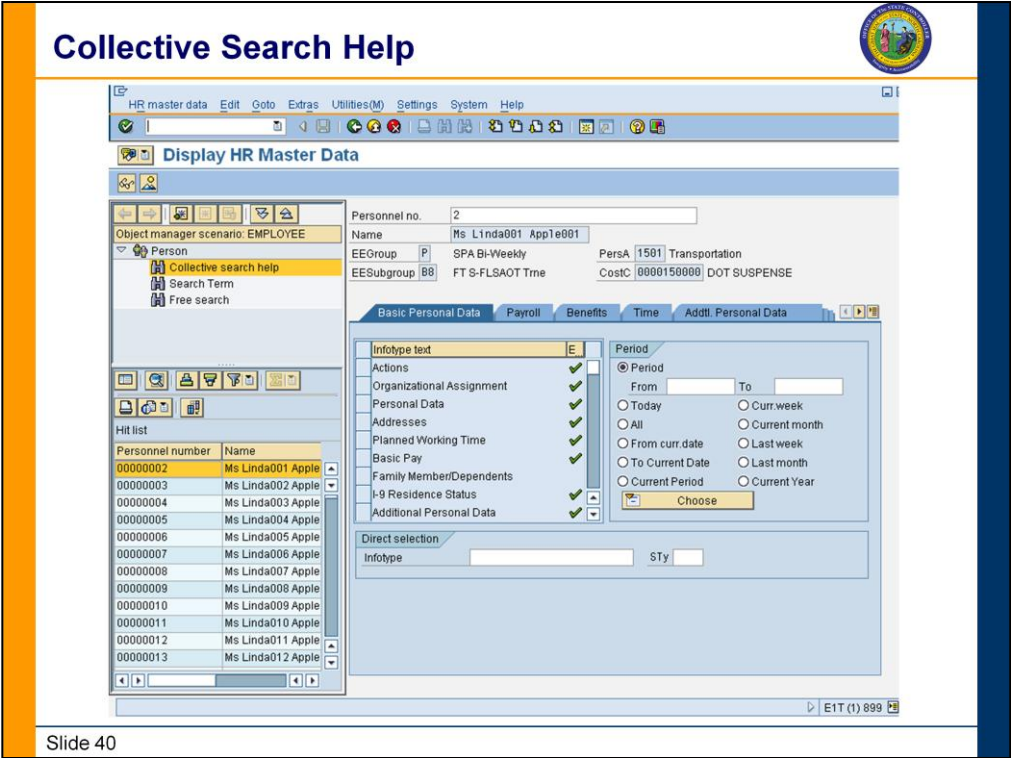 Collective Search Help
OFFICE OF THE STATE CONTROLLER
HR master data Edit Goto Extras Utilities(M) Settings System Help
Display HR Master Data
Object manager scenario: EMPLOYEE
Person
Collective search help
Search Term
Free search
Hit list
Personnel number Name
00000002 Ms Linda001 Apple
00000003 Ms Linda002 Apple
00000004 Ms Linda003 Apple
00000005 Ms Linda004 Apple
00000006 Ms Linda005 Apple
00000007 Ms Linda006 Apple
00000008 Ms Linda007 Apple
00000009 Ms Linda008 Apple
00000010 Ms Linda009 Apple
00000011 Ms Linda010 Apple
00000012 Ms Linda011 Apple
00000013 Ms Linda012 Apple
Personnel no. 2
Name Ms Linda001 Apple001
EEGroup P SPA Bi-Weekly PersA 1501 Transportation
EESubgroup B8 FT S-FLSAOT Trne CostC 0000150000 DOT SUSPENSE
Basic Personal Data Payroll Benefits Time Addtl. Personal Data
Infotype text E..
Actions
Organizational Assignment
Personal Data
Addresses
Planned Working Time
Basic Pay
Family Member/Dependents
I-9 Residence Status
Additional Personal Data
Period
Period
From To
Today Curr.week
All Current month
From curr.date Last week
To Current Date Last month
Current Period Current Year
Choose
Direct selection
Infotype STy
E1T (1) 899
Slide 40